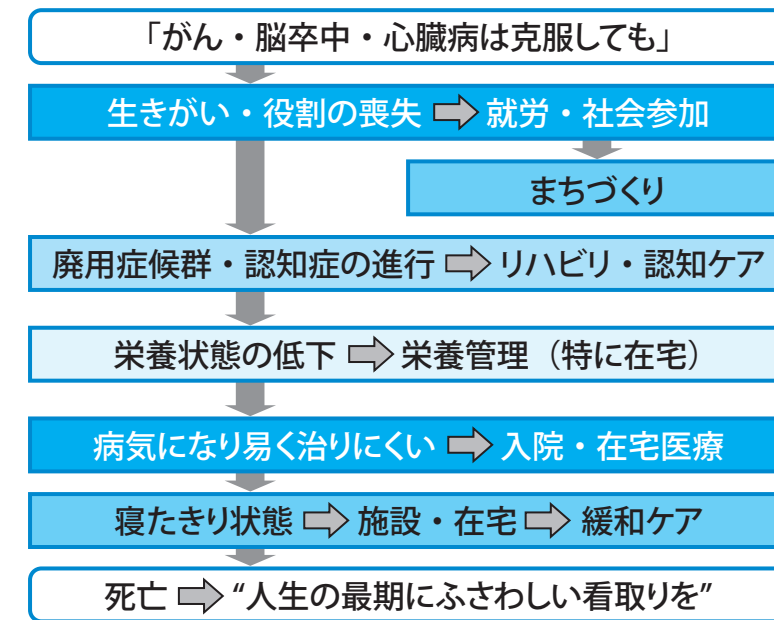 「がん・脳卒中・心臓病は克服しても」
生きがい・役割の喪失 ⇨ 就労・社会参加
まちづくり
廃用症候群・認知症の進行 ⇨ リハビリ・認知ケア
栄養状態の低下 ⇨ 栄養管理（特に在宅）
病気になり易く治りにくい ⇨ 入院・在宅医療
寝たきり状態 ⇨ 施設・在宅 ⇨ 緩和ケア
死亡 ⇨ “人生の最期にふさわしい看取りを”